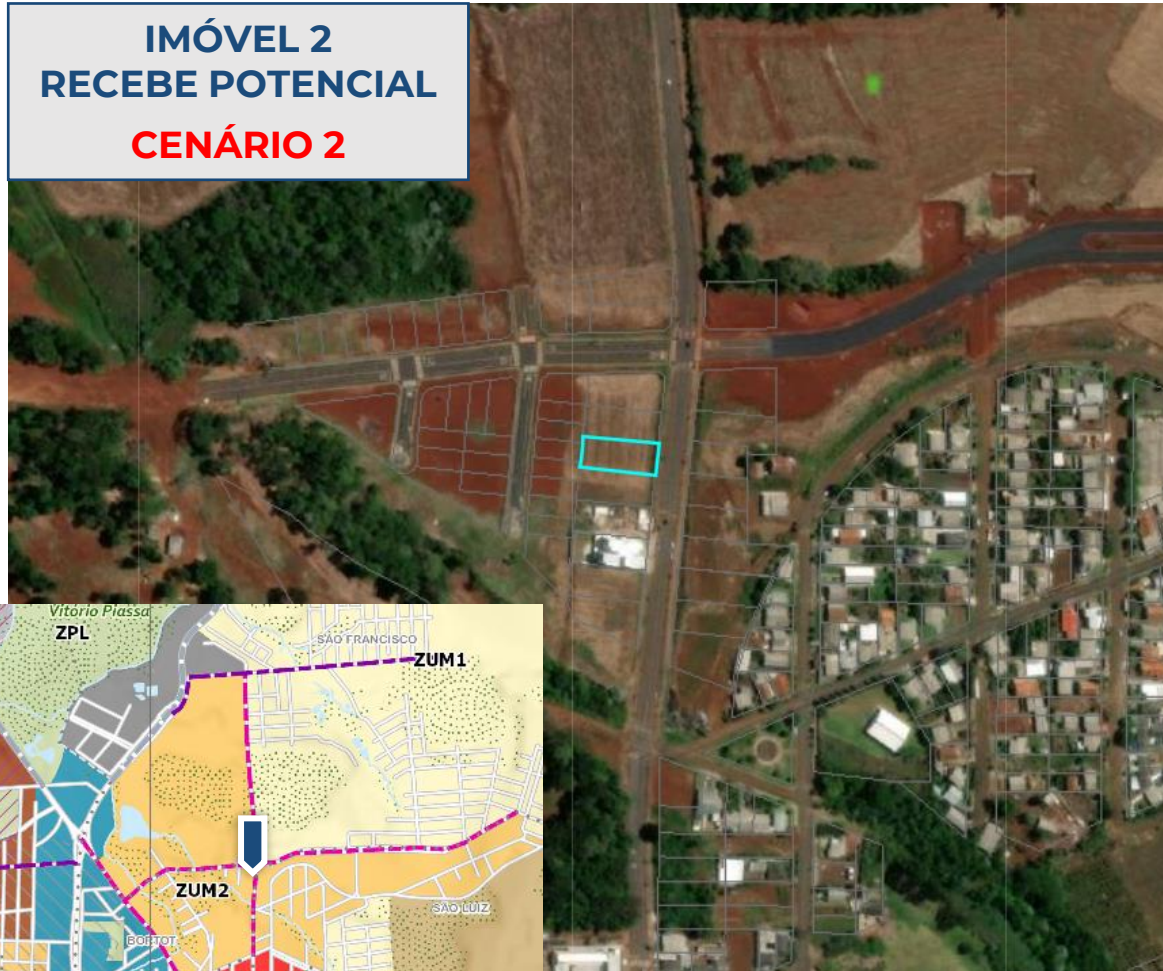 IMÓVEL 2
RECEBE POTENCIAL
CENÁRIO 2
Vitório Piassa
ZPL
SÃO FRANCISCO
ZUM1
ZUM2
SÃO LUIZ
BORTOT